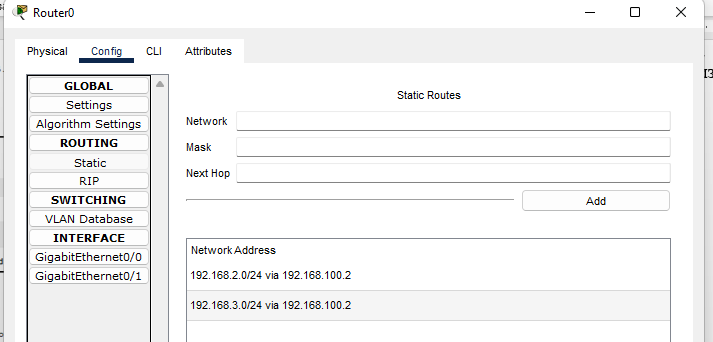 Router0
Physical Config CLI Attributes
GLOBAL
Settings
Algorithm Settings
ROUTING
Static
RIP
SWITCHING
VLAN Database
INTERFACE
GigabitEthernet0/0
GigabitEthernet0/1
Static Routes
Network
Mask
Next Hop
Add
Network Address
192.168.2.0/24 via 192.168.100.2
192.168.3.0/24 via 192.168.100.2